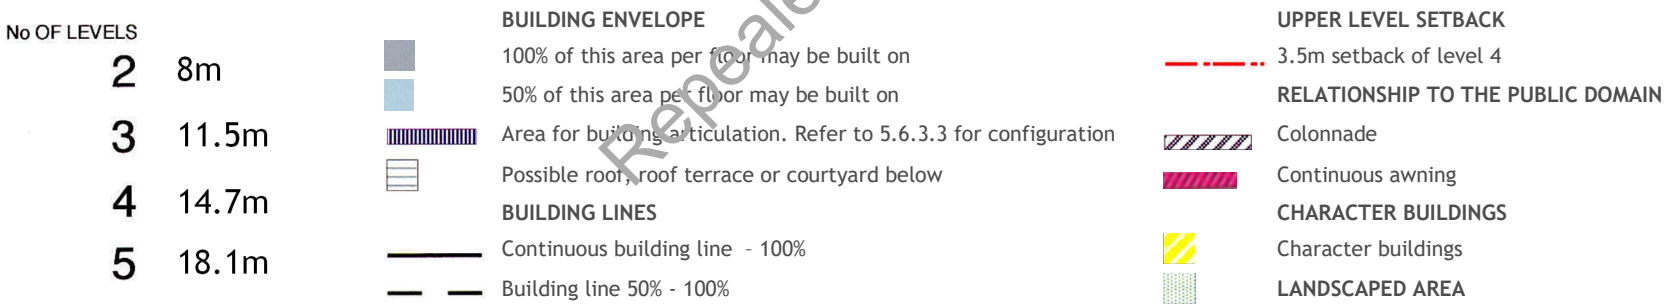 No OF LEVELS
2 8m
3 11.5m
4 14.7m
5 18.1m
BUILDING ENVELOPE
100% of this area per floor may be built on
50% of this area per floor may be built on
Area for building articulation. Refer to 5.6.3.3 for configuration
Possible roof, roof terrace or courtyard below
BUILDING LINES
Continuous building line – 100%
Building line 50% - 100%
UPPER LEVEL SETBACK
3.5m setback of level 4
RELATIONSHIP TO THE PUBLIC DOMAIN
Colonnade
Continuous awning
CHARACTER BUILDINGS
Character buildings
LANDSCAPED AREA